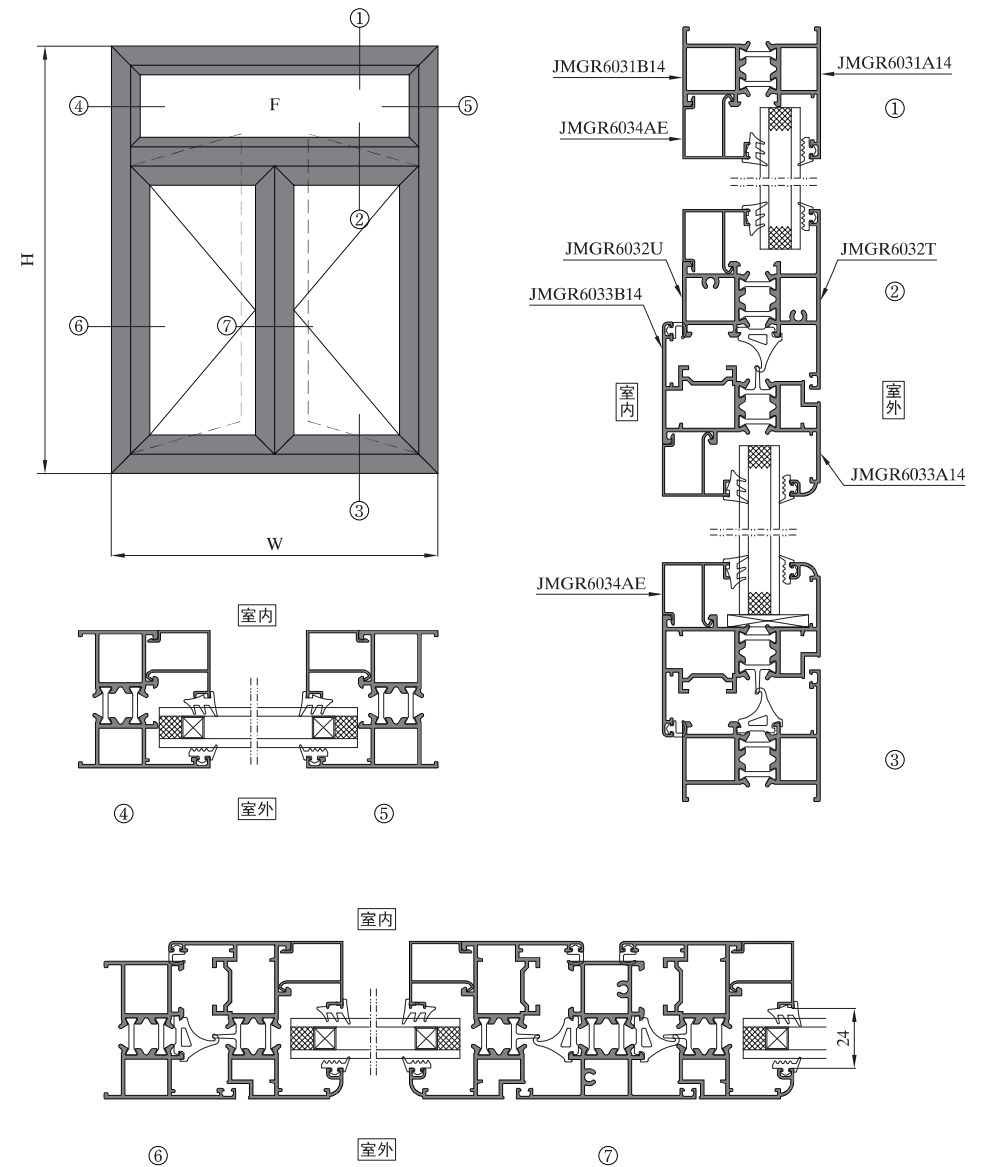 ①
④
F
⑤
H
②
⑥
⑦
③
W
JMGR6031B14
JMGR6031A14
①
JMGR6034AE
JMGR6032U
JMGR6032T
JMGR6033B14
②
室内
室外
JMGR6033A14
JMGR6034AE
③
室内
室外
④
⑤
室内
24
室外
⑥
⑦